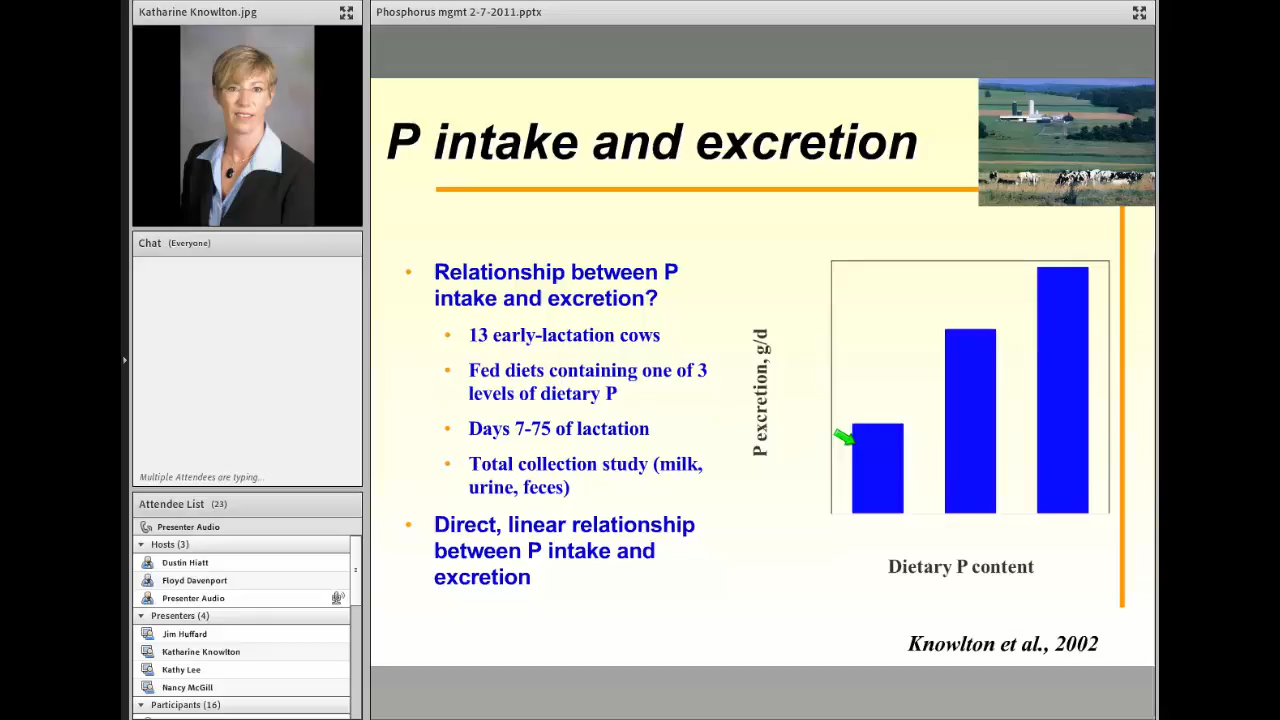 Katharine Knowlton.jpg
Phosphorus mgmt 2-7-2011.pptx
Chat (Everyone)
Multiple Attendees are typing...
Attendee List (23)
Presenter Audio
Hosts (3)
Dustin Hiatt
Floyd Davenport
Presenter Audio
Presenters (4)
Jim Huffard
Katharine Knowlton
Kathy Lee
Nancy McGill
Participants (16)
P intake and excretion
• Relationship between P
intake and excretion?
• 13 early-lactation cows
• Fed diets containing one of 3
levels of dietary P
• Days 7-75 of lactation
• Total collection study (milk,
urine, feces)
• Direct, linear relationship
between P intake and
excretion
P excretion, g/d
Dietary P content
Knowlton et al., 2002